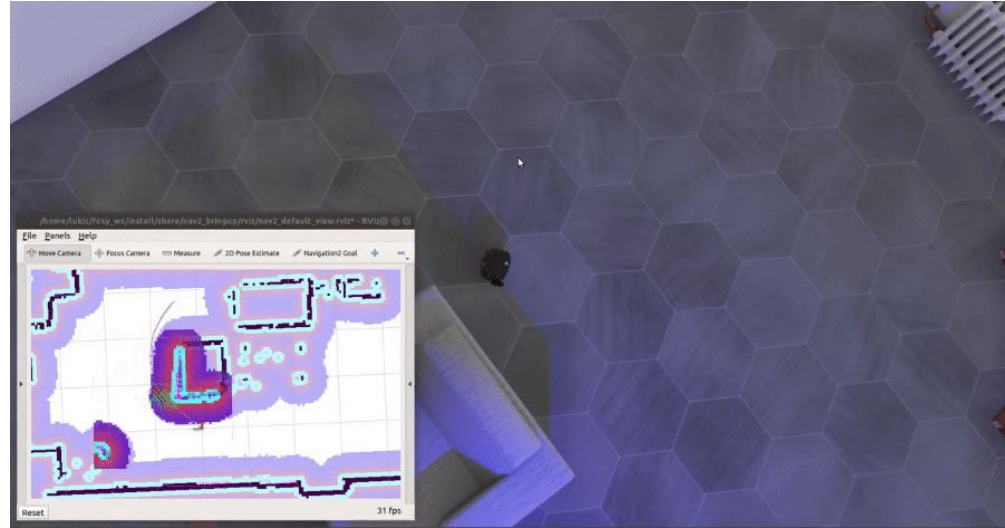 /home/lukic/foxy_ws/install/share/nav2_bringup/rviz/nav2_default_view.rviz* - RViz
File Panels Help
Move Camera Focus Camera Measure 2D Pose Estimate Navigation2 Goal
Reset 31 fps